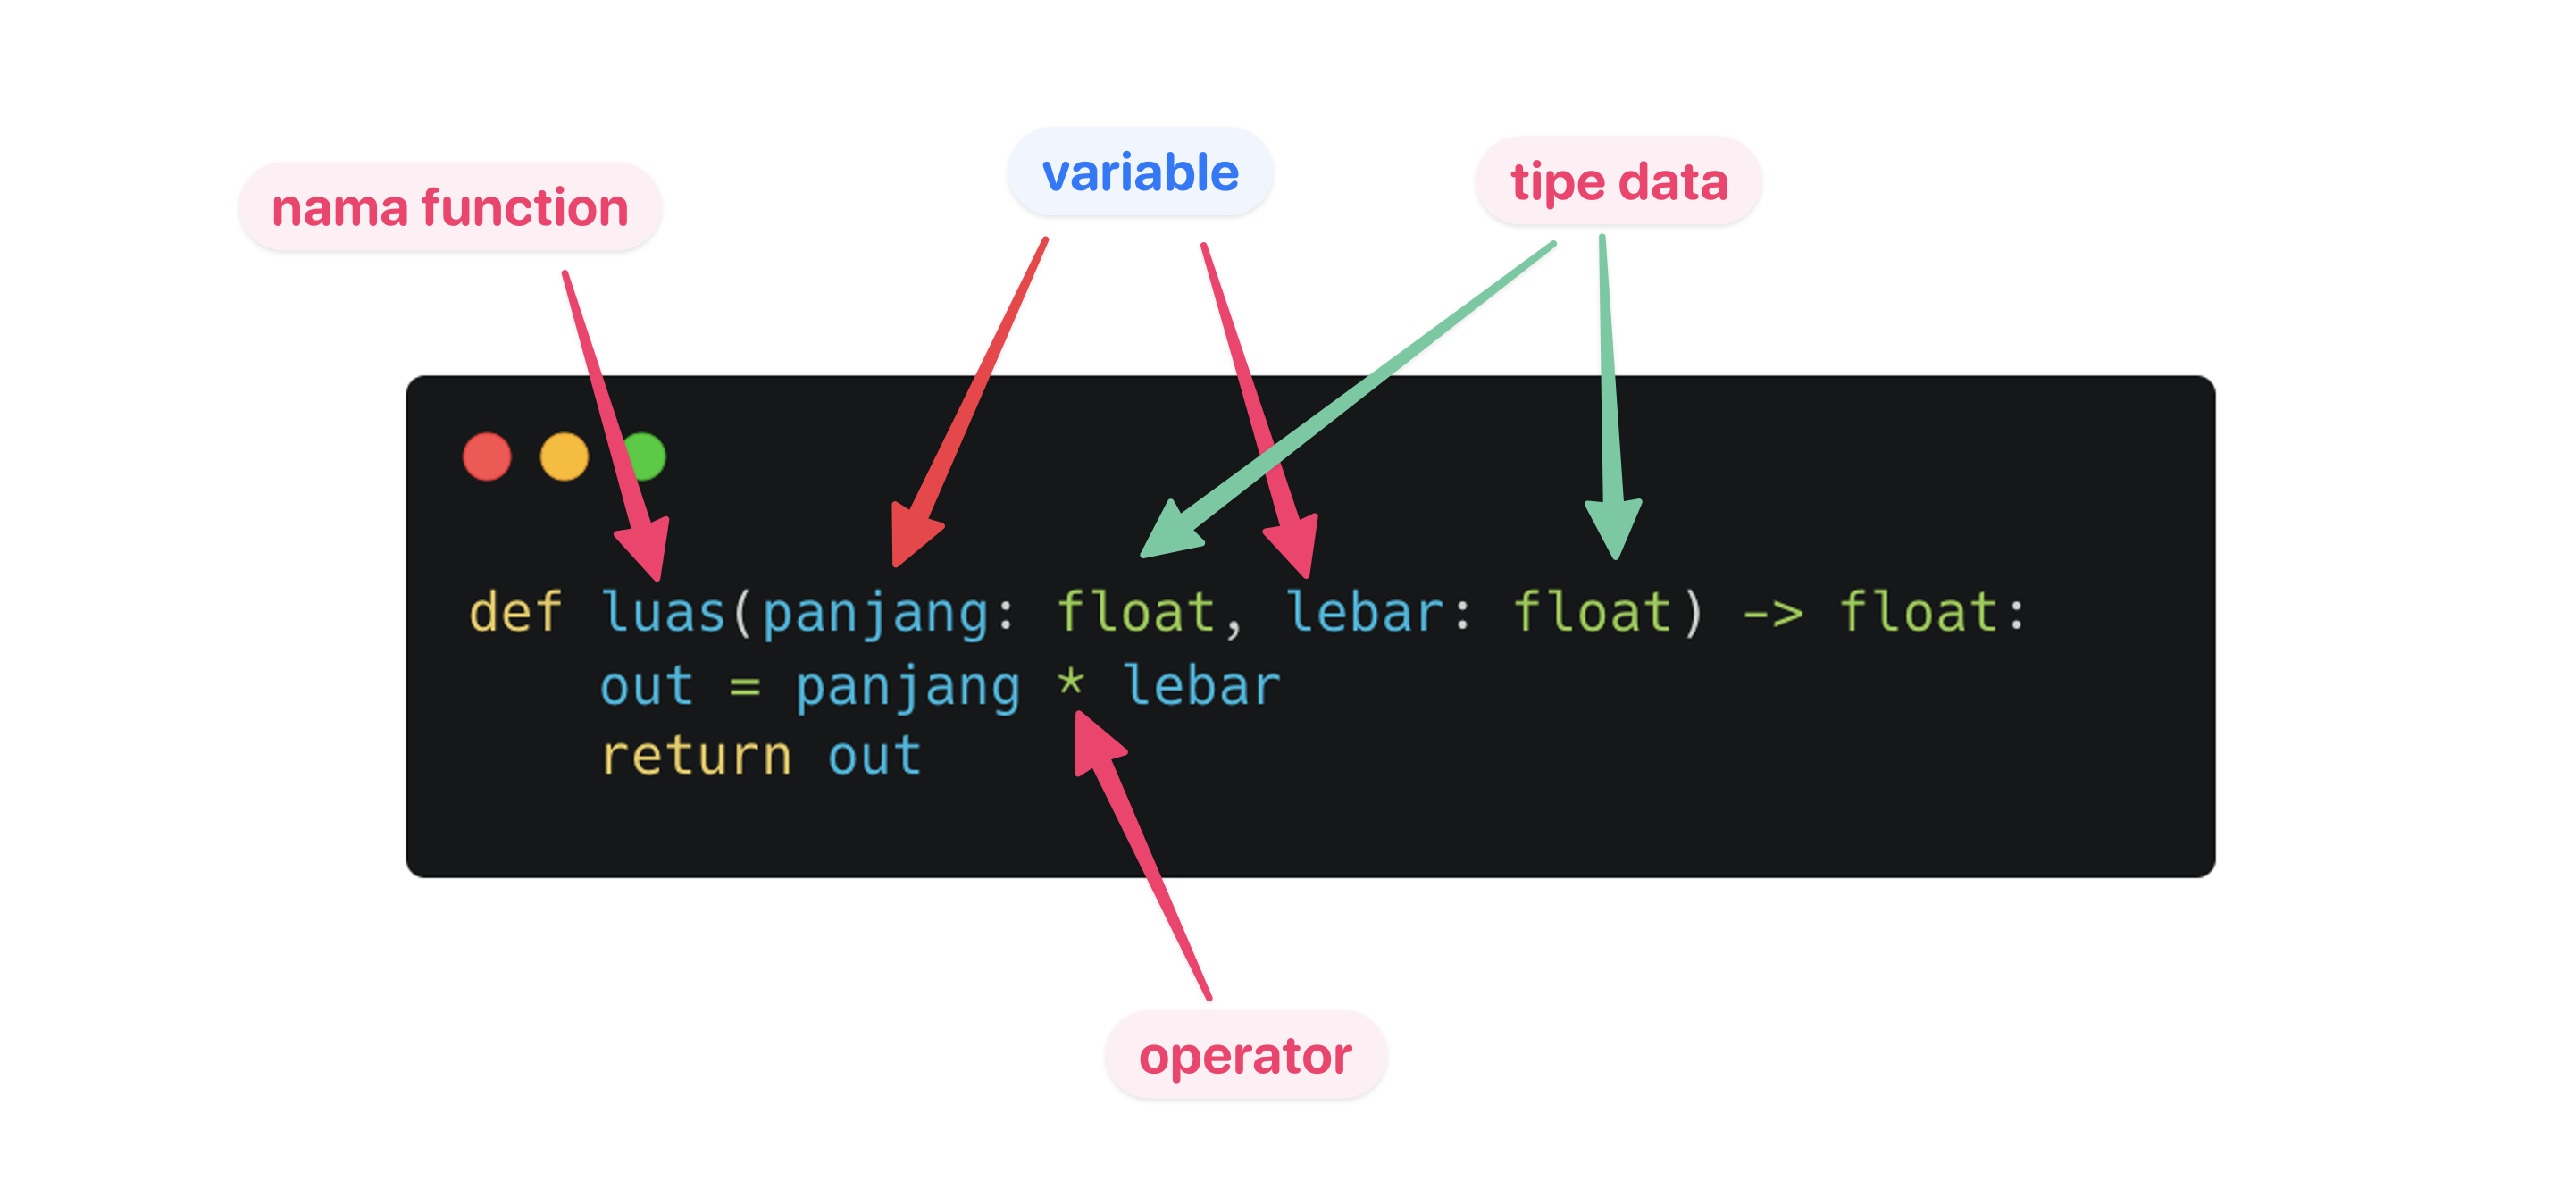 nama function
variable
tipe data
def luas(panjang: float, lebar: float) -> float:
    out = panjang * lebar
    return out
operator